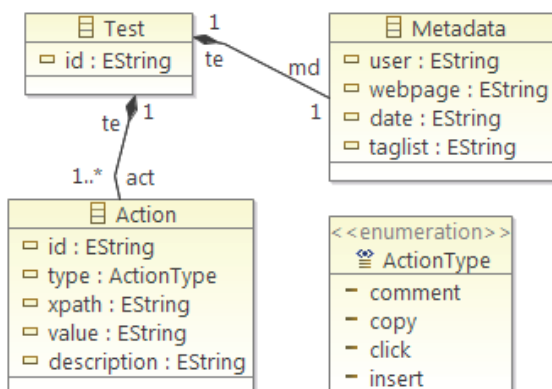 Test
id : EString
1
te
md
1
Metadata
user : EString
webpage : EString
date : EString
taglist : EString
te
1
1..*
act
Action
id : EString
type : ActionType
xpath : EString
value : EString
description : EString
<<enumeration>>
ActionType
comment
copy
click
insert